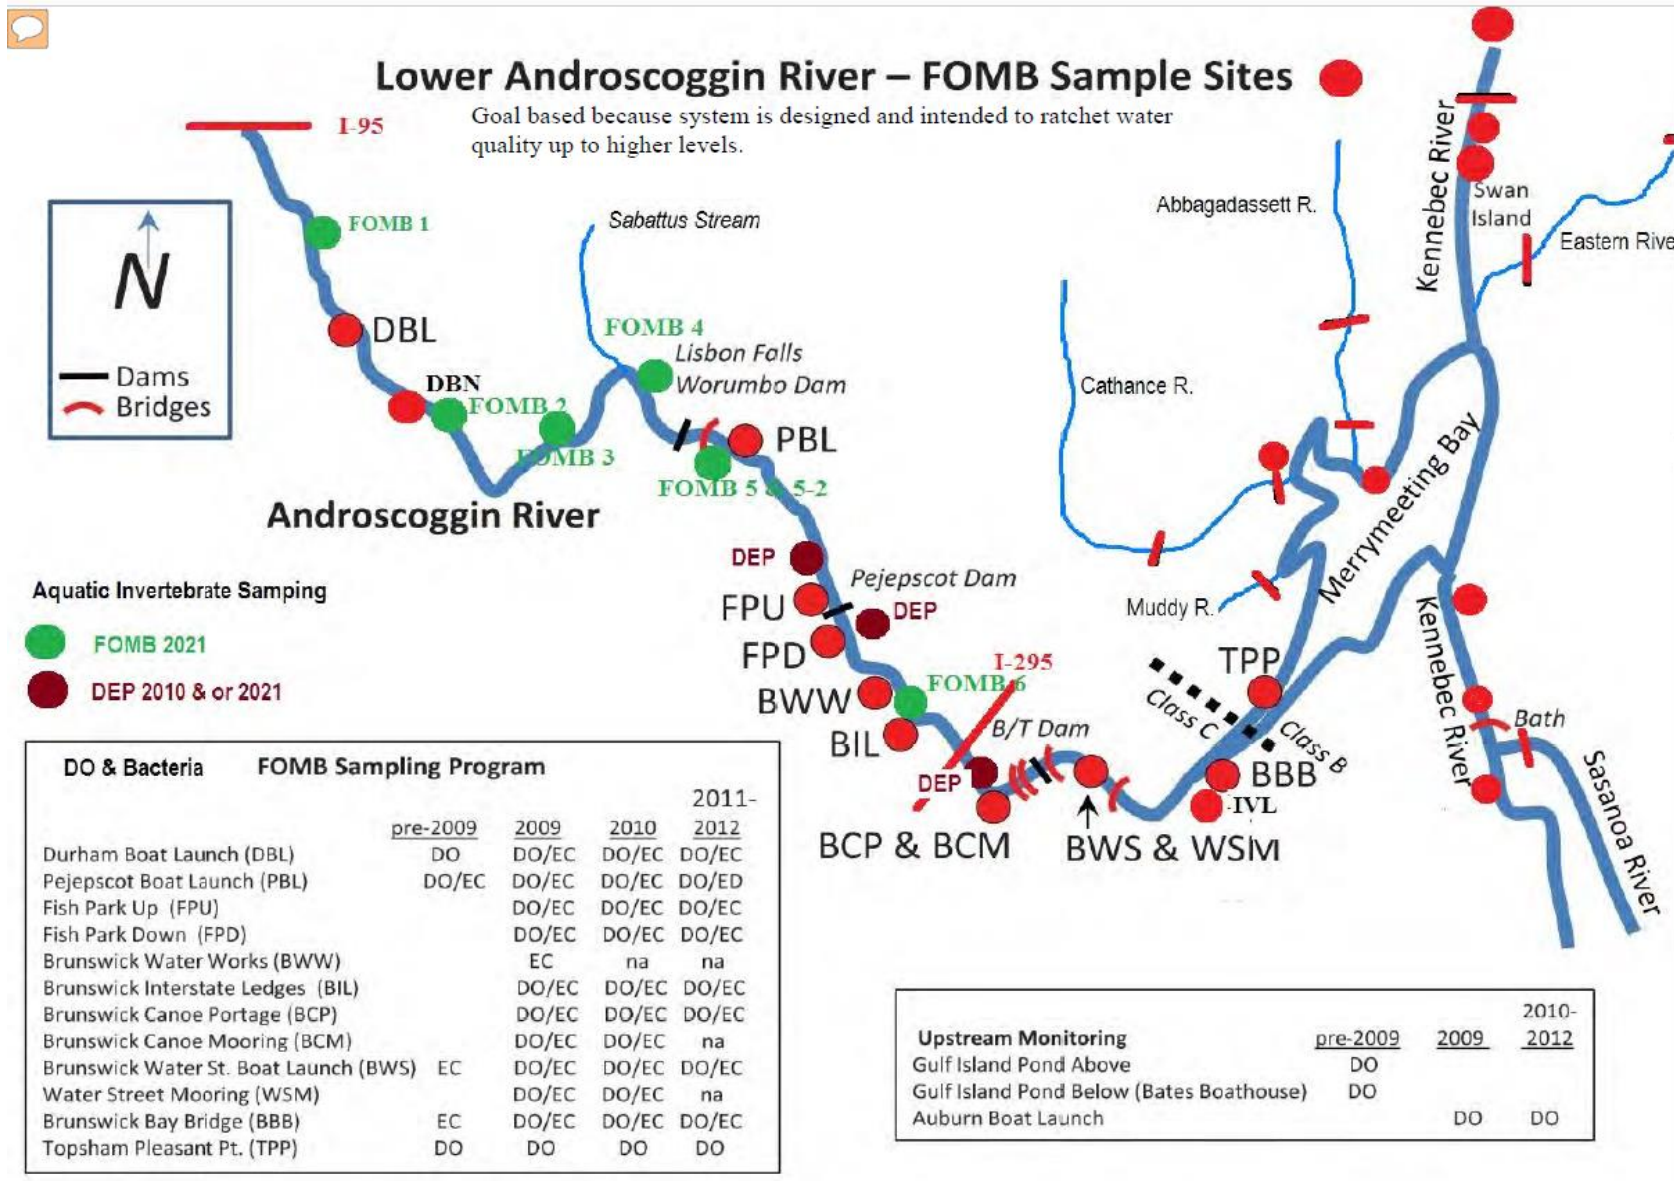 Lower Androscoggin River – FOMB Sample Sites
Goal based because system is designed and intended to ratchet water
quality up to higher levels.
I-95
FOMB 1
N
Dams
Bridges
DBL
DBN
FOMB 2
FOMB 3
Sabattus Stream
FOMB 4
Lisbon Falls
Worumbo Dam
PBL
FOMB 5 & 5-2
Androscoggin River
Abbagadassett R.
Kennebec River
Swan
Island
Eastern Rive
Cathance R.
Merrymeeting Bay
Muddy R.
DEP
Pejepscot Dam
FPU
DEP
FPD
I-295
FOMB 6
BWW
BIL
B/T Dam
DEP
BCP & BCM
BWS & WSM
TPP
Class C
Class B
BBB
IVL
Kennebec River
Kennebec River
Bath
Sasanoa River
Aquatic Invertebrate Samping
FOMB 2021
DEP 2010 & or 2021
DO & Bacteria FOMB Sampling Program
2011-
pre-2009 2009 2010 2012
Durham Boat Launch (DBL) DO DO/EC DO/EC DO/EC
Pejepscot Boat Launch (PBL) DO/EC DO/EC DO/EC DO/ED
Fish Park Up (FPU) DO/EC DO/EC DO/EC
Fish Park Down (FPD) DO/EC DO/EC DO/EC
Brunswick Water Works (BWW) EC na na
Brunswick Interstate Ledges (BIL) DO/EC DO/EC DO/EC
Brunswick Canoe Portage (BCP) DO/EC DO/EC DO/EC
Brunswick Canoe Mooring (BCM) DO/EC DO/EC na
Brunswick Water St. Boat Launch (BWS) EC DO/EC DO/EC DO/EC
Water Street Mooring (WSM) DO/EC DO/EC na
Brunswick Bay Bridge (BBB) EC DO/EC DO/EC DO/EC
Topsham Pleasant Pt. (TPP) DO DO DO DO
2010-
Upstream Monitoring pre-2009 2009 2012
Gulf Island Pond Above DO
Gulf Island Pond Below (Bates Boathouse) DO
Auburn Boat Launch DO DO